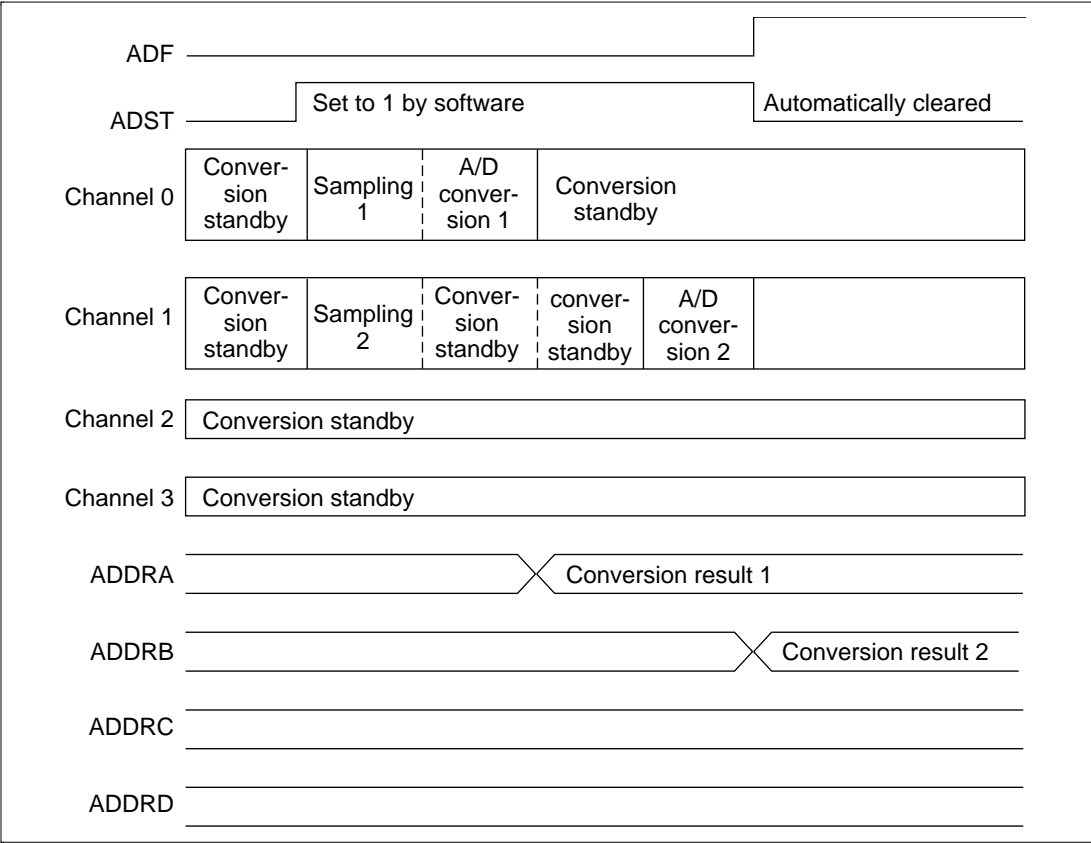 ADF
ADST
Set to 1 by software
Automatically cleared
Channel 0
Conver-
sion
standby
Sampling
1
A/D
conver-
sion 1
Conversion
standby
Channel 1
Conver-
sion
standby
Sampling
2
Conver-
sion
standby
conver-
sion
standby
A/D
conver-
sion 2
Channel 2
Conversion standby
Channel 3
Conversion standby
ADDRA
Conversion result 1
ADDRB
Conversion result 2
ADDRC
ADDRD